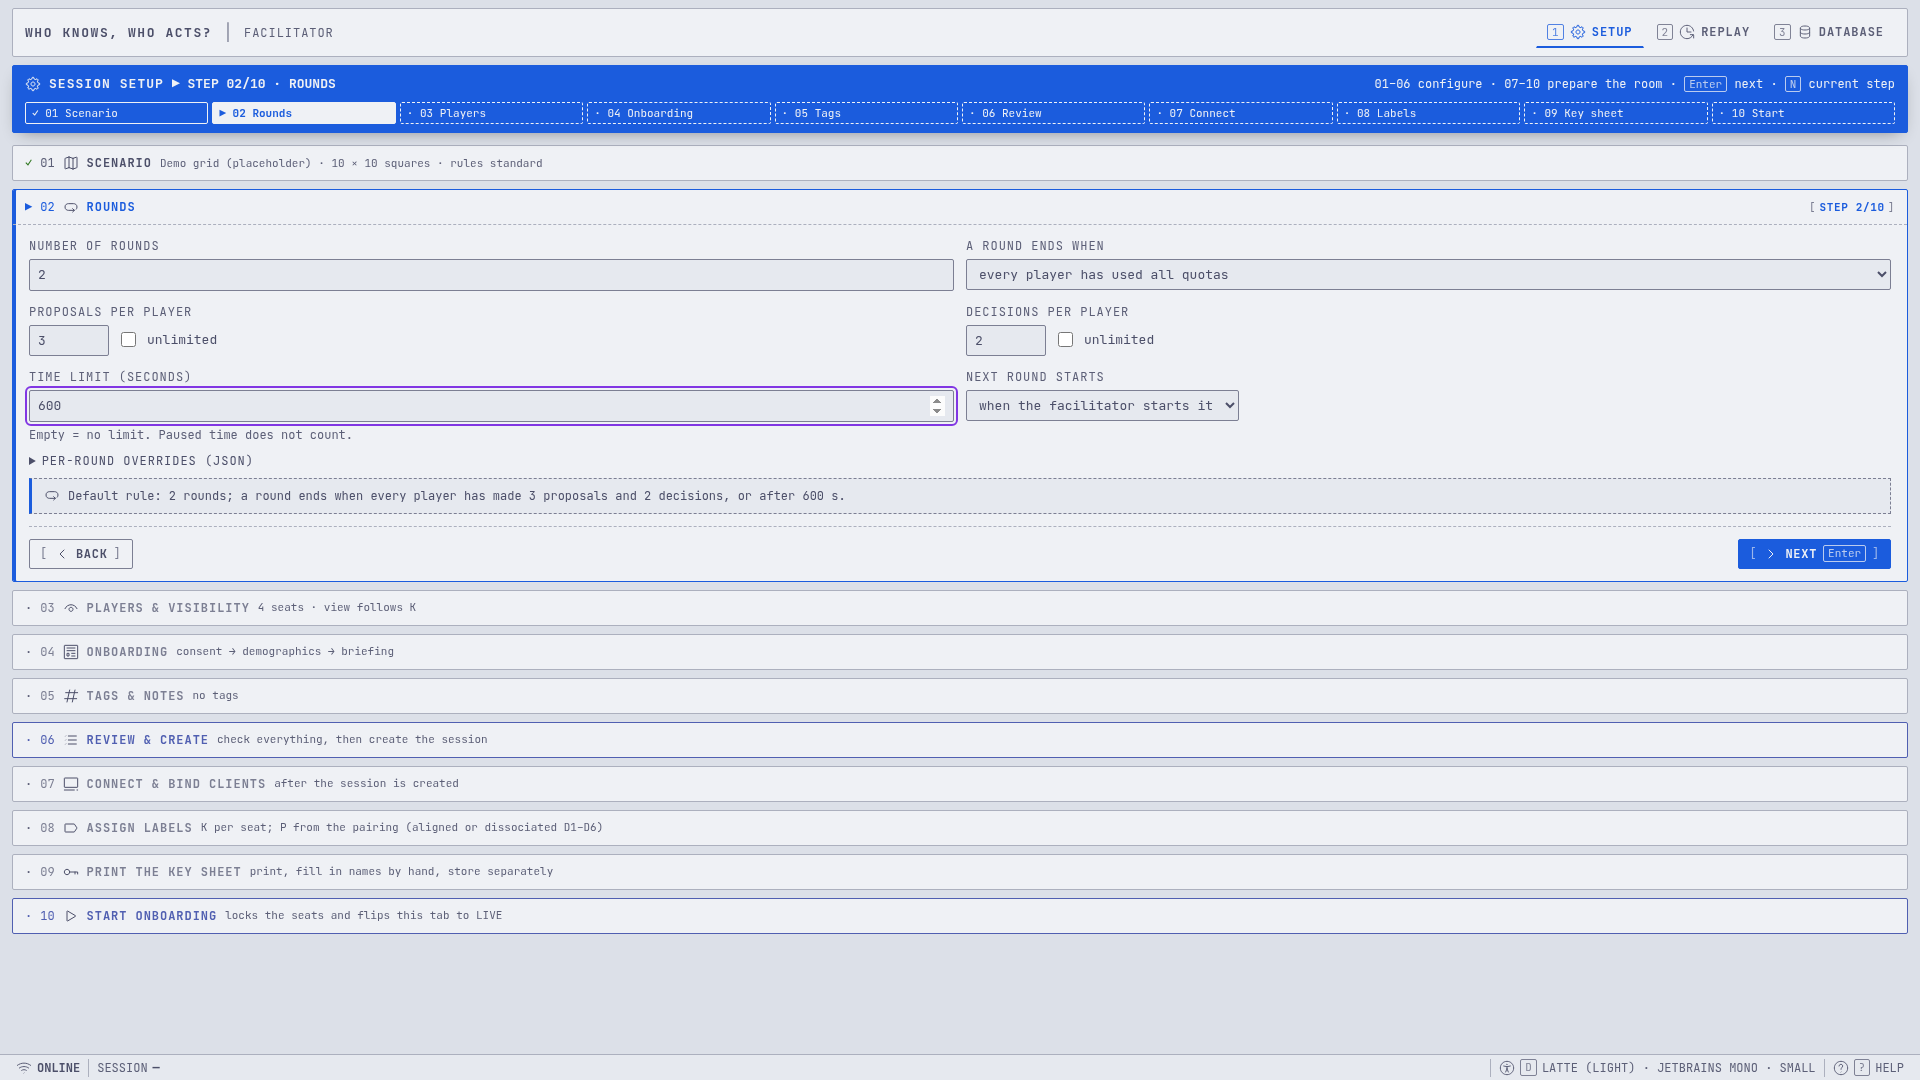 WHO KNOWS, WHO ACTS? FACILITATOR 1 SETUP 2 REPLAY 3 DATABASE
SESSION SETUP ▶ STEP 02/10 · ROUNDS 01–06 configure · 07–10 prepare the room · Enter next · N current step
✓ 01 Scenario ▶ 02 Rounds · 03 Players · 04 Onboarding · 05 Tags · 06 Review · 07 Connect · 08 Labels · 09 Key sheet · 10 Start
✓ 01 SCENARIO Demo grid (placeholder) · 10 × 10 squares · rules standard
▶ 02 ROUNDS [ STEP 2/10 ]
NUMBER OF ROUNDS A ROUND ENDS WHEN
2 every player has used all quotas
PROPOSALS PER PLAYER DECISIONS PER PLAYER
3 unlimited 2 unlimited
TIME LIMIT (SECONDS) NEXT ROUND STARTS
600 when the facilitator starts it
Empty = no limit. Paused time does not count.
▶ PER-ROUND OVERRIDES (JSON)
Default rule: 2 rounds; a round ends when every player has made 3 proposals and 2 decisions, or after 600 s.
[ < BACK ] [ > NEXT Enter ]
· 03 PLAYERS & VISIBILITY 4 seats · view follows K
· 04 ONBOARDING consent → demographics → briefing
· 05 TAGS & NOTES no tags
· 06 REVIEW & CREATE check everything, then create the session
· 07 CONNECT & BIND CLIENTS after the session is created
· 08 ASSIGN LABELS K per seat; P from the pairing (aligned or dissociated D1–D6)
· 09 PRINT THE KEY SHEET print, fill in names by hand, store separately
· 10 START ONBOARDING locks the seats and flips this tab to LIVE
ONLINE SESSION — D LATTE (LIGHT) · JETBRAINS MONO · SMALL ? HELP